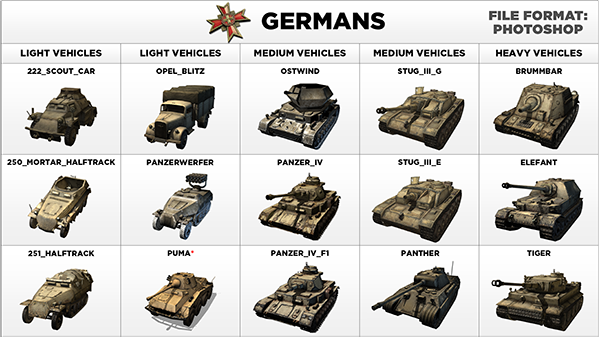 GERMANS
FILE FORMAT:
PHOTOSHOP
LIGHT VEHICLES
LIGHT VEHICLES
MEDIUM VEHICLES
MEDIUM VEHICLES
HEAVY VEHICLES
222_SCOUT_CAR
OPEL_BLITZ
OSTWIND
STUG_III_G
BRUMMBAR
250_MORTAR_HALFTRACK
PANZERWERFER
PANZER_IV
STUG_III_E
ELEFANT
251_HALFTRACK
PUMA*
PANZER_IV_F1
PANTHER
TIGER